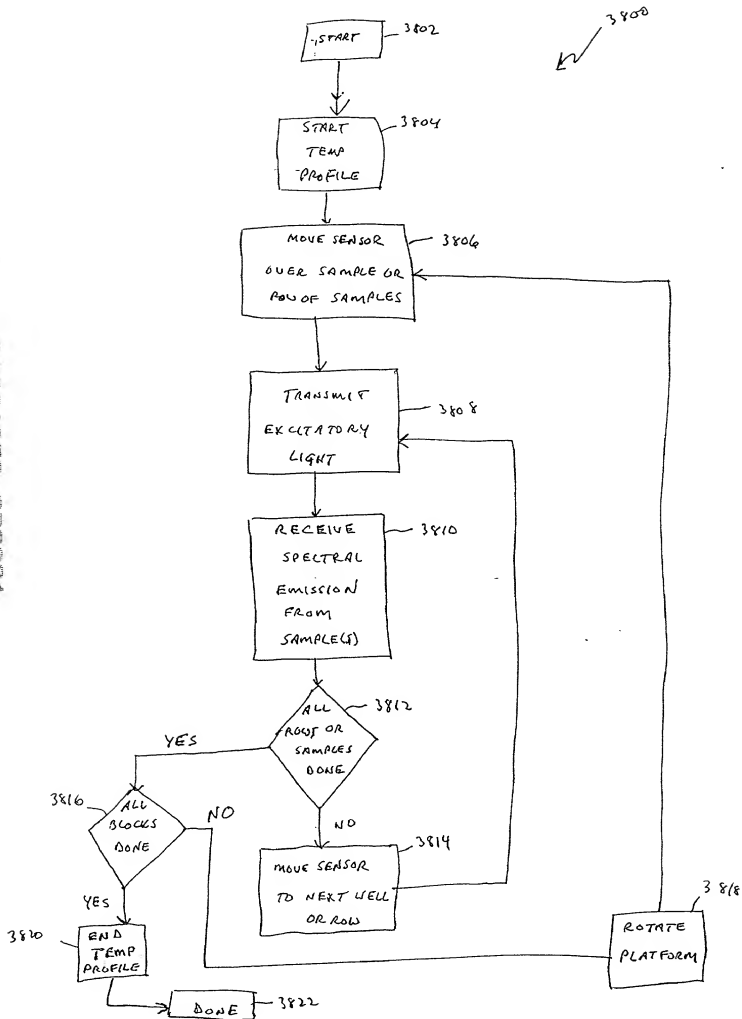 3800
START
3802
START
TEMP
PROFILE
3804
MOVE SENSOR
OVER SAMPLE OR
ROW OF SAMPLES
3806
TRANSMIT
EXCITATORY
LIGHT
3808
RECEIVE
SPECTRAL
EMISSION
FROM
SAMPLE(S)
3810
ALL
ROWS OR
SAMPLES
DONE
3812
YES
NO
3816
ALL
BLOCKS
DONE
NO
YES
MOVE SENSOR
TO NEXT WELL
OR ROW
3814
3818
ROTATE
PLATFORM
3820
END
TEMP
PROFILE
DONE
3822